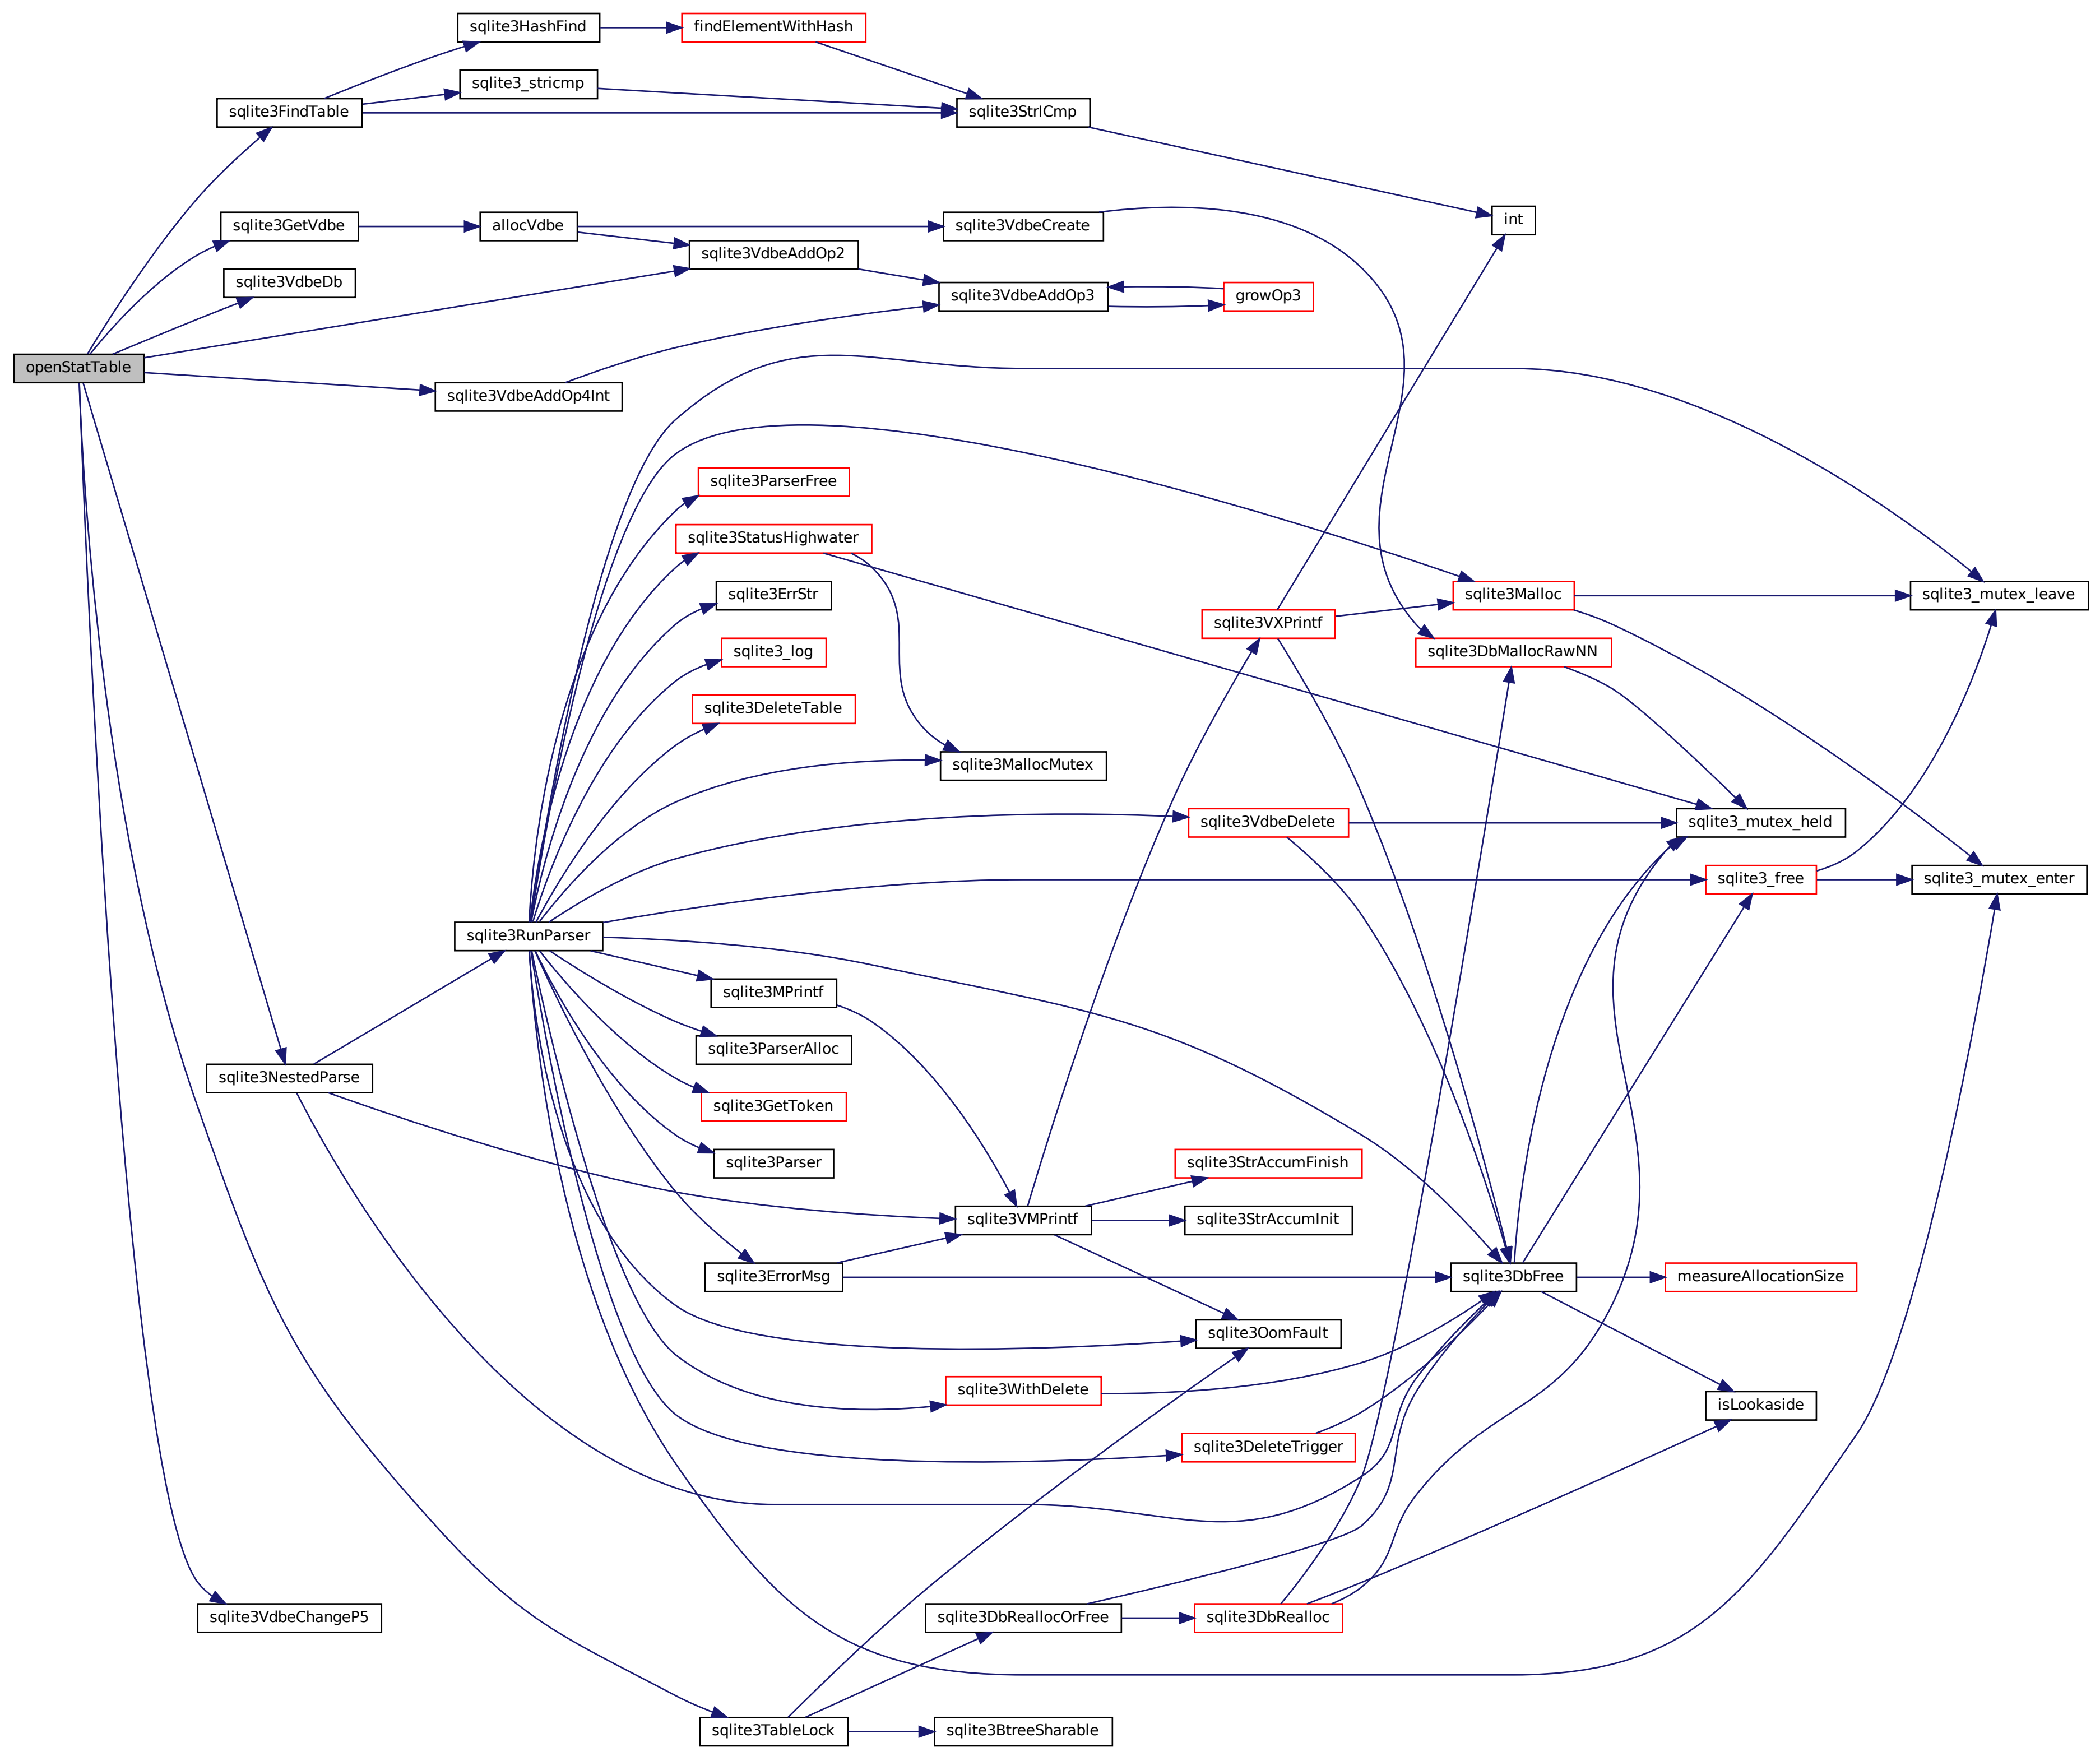 sqlite3HashFind
findElementWithHash
sqlite3_stricmp
sqlite3FindTable
sqlite3StrICmp
int
sqlite3GetVdbe
allocVdbe
sqlite3VdbeCreate
sqlite3VdbeAddOp2
sqlite3VdbeDb
sqlite3VdbeAddOp3
growOp3
openStatTable
sqlite3VdbeAddOp4Int
sqlite3ParserFree
sqlite3StatusHighwater
sqlite3ErrStr
sqlite3Malloc
sqlite3_mutex_leave
sqlite3VXPrintf
sqlite3_log
sqlite3DbMallocRawNN
sqlite3DeleteTable
sqlite3MallocMutex
sqlite3VdbeDelete
sqlite3_mutex_held
sqlite3_free
sqlite3_mutex_enter
sqlite3RunParser
sqlite3MPrintf
sqlite3ParserAlloc
sqlite3NestedParse
sqlite3GetToken
sqlite3Parser
sqlite3StrAccumFinish
sqlite3VMPrintf
sqlite3StrAccumInit
sqlite3ErrorMsg
sqlite3DbFree
measureAllocationSize
sqlite3OomFault
sqlite3WithDelete
isLookaside
sqlite3DeleteTrigger
sqlite3VdbeChangeP5
sqlite3DbReallocOrFree
sqlite3DbRealloc
sqlite3TableLock
sqlite3BtreeSharable